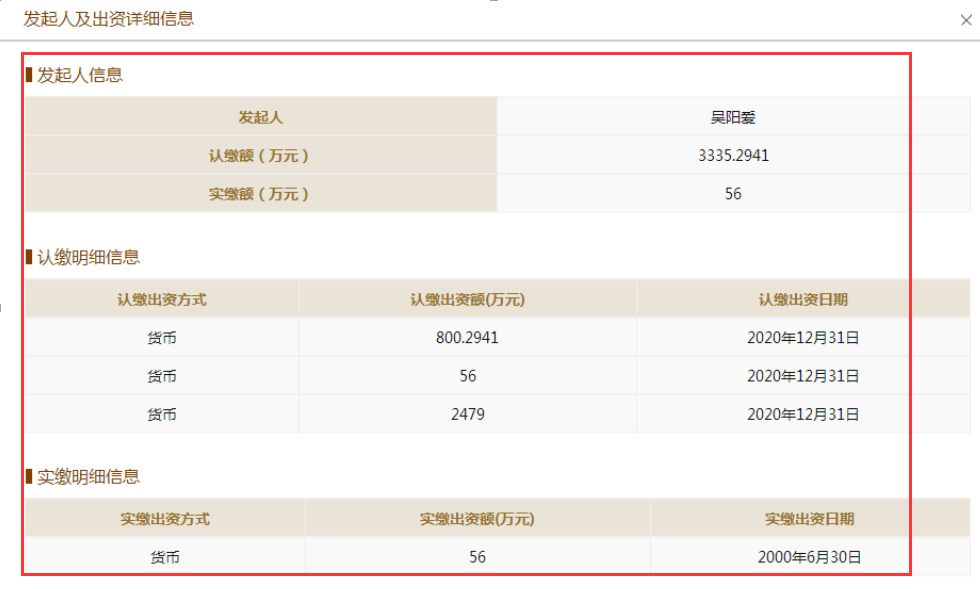 发起人及出资详细信息
发起人信息
发起人 吴阳爱
认缴额（万元） 3335.2941
实缴额（万元） 56
认缴明细信息
认缴出资方式 认缴出资额(万元) 认缴出资日期
货币 800.2941 2020年12月31日
货币 56 2020年12月31日
货币 2479 2020年12月31日
实缴明细信息
实缴出资方式 实缴出资额(万元) 实缴出资日期
货币 56 2000年6月30日